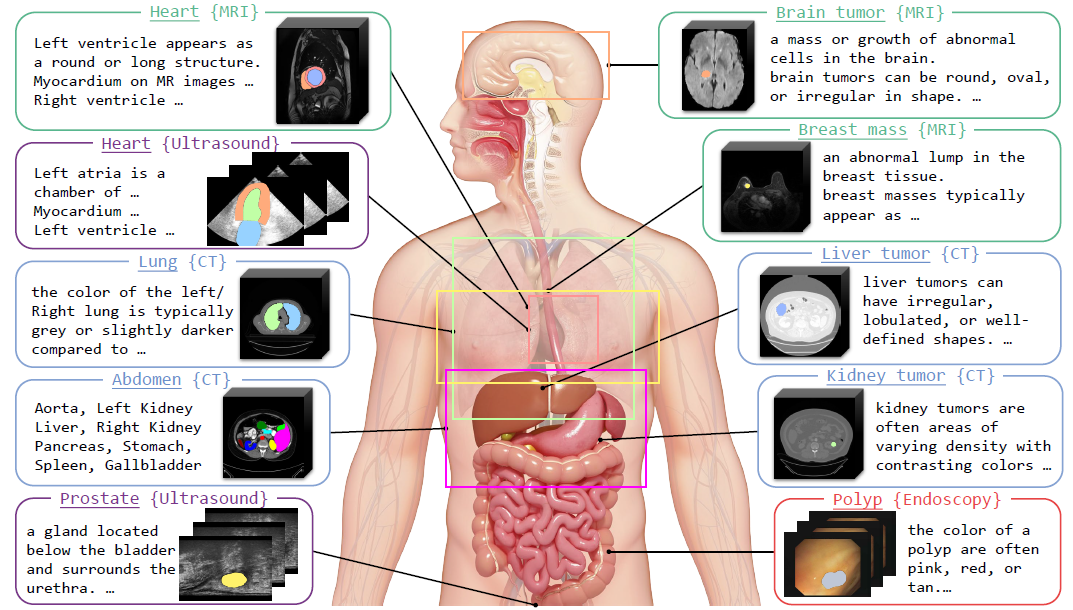 Heart {MRI}
Left ventricle appears as
a round or long structure.
Myocardium on MR images …
Right ventricle …
Heart {Ultrasound}
Left atria is a
chamber of …
Myocardium …
Left ventricle …
Lung {CT}
the color of the left/
Right lung is typically
grey or slightly darker
compared to …
Abdomen {CT}
Aorta, Left Kidney
Liver, Right Kidney
Pancreas, Stomach,
Spleen, Gallbladder
Prostate {Ultrasound}
a gland located
below the bladder
and surrounds the
urethra. …
Brain tumor {MRI}
a mass or growth of abnormal
cells in the brain.
brain tumors can be round, oval,
or irregular in shape. …
Breast mass {MRI}
an abnormal lump in the
breast tissue.
breast masses typically
appear as …
Liver tumor {CT}
liver tumors can
have irregular,
lobulated, or well-
defined shapes. …
Kidney tumor {CT}
kidney tumors are
often areas of
varying density with
contrasting colors …
Polyp {Endoscopy}
the color of a
polyp are often
pink, red, or
tan.…